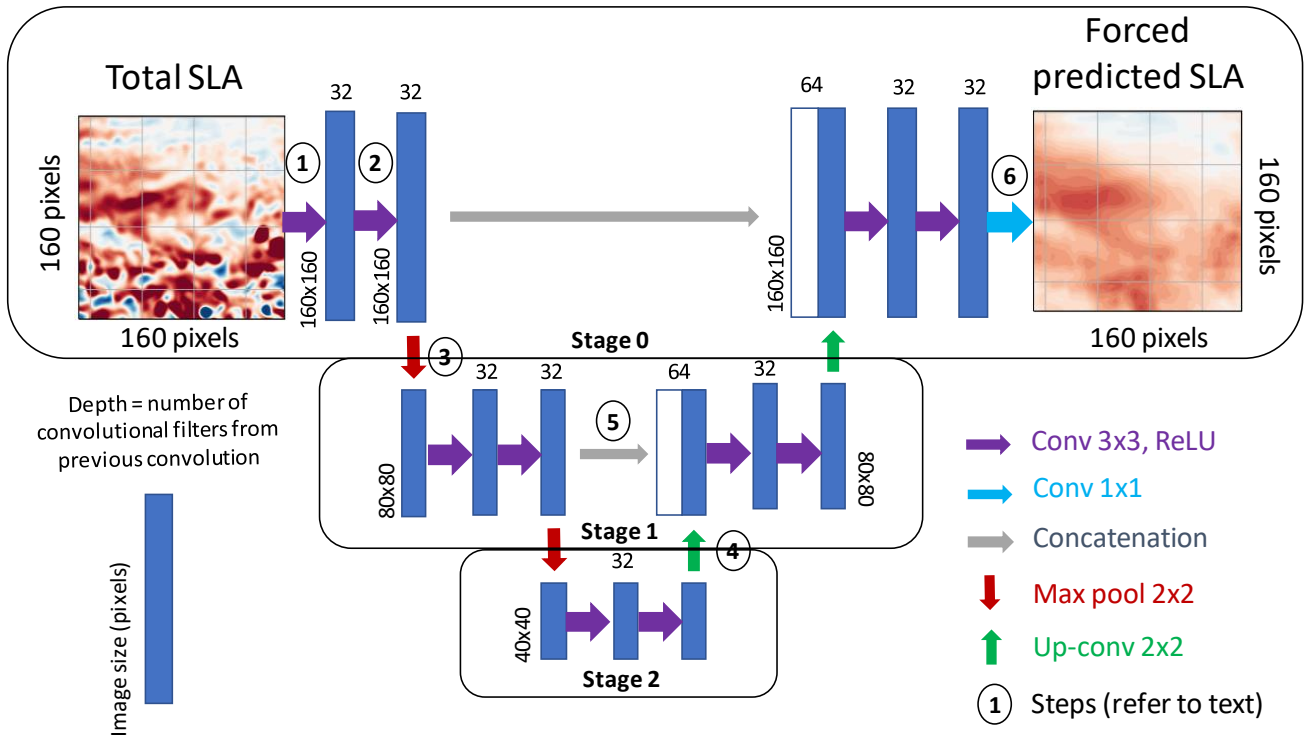 Total SLA
160 pixels
160 pixels
1
32
160x160
2
32
160x160
64
160x160
32
32
6
Forced
predicted SLA
160 pixels
160 pixels
Stage 0
3
80x80
32
32
5
64
32
80x80
Stage 1
4
40x40
32
Stage 2
Depth = number of
convolutional filters from
previous convolution
Image size (pixels)
Conv 3x3, ReLU
Conv 1x1
Concatenation
Max pool 2x2
Up-conv 2x2
1 Steps (refer to text)